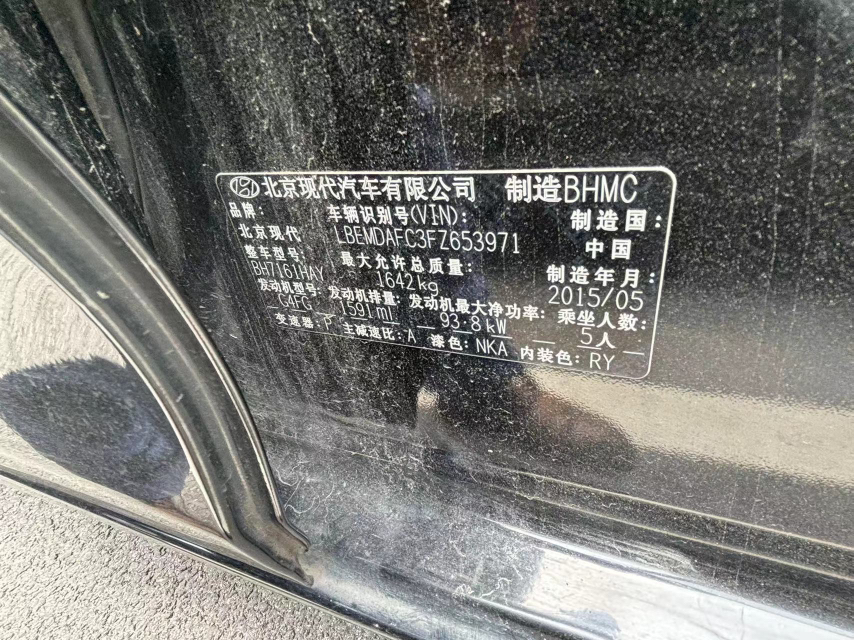 北京现代汽车有限公司 制造BHMC
品牌: 车辆识别号(VIN): 制造国:
北京现代 LBEMDAFC3FZ653971 中国
整车型号: 最大允许总质量: 制造年月:
BH7161HAY 1642kg 2015/05
发动机型号: 发动机排量: 发动机最大净功率: 乘坐人数:
G4FC 1591ml 93.8kW 5人
变速器: P 主减速比: A 漆色: NKA 内装色: RY